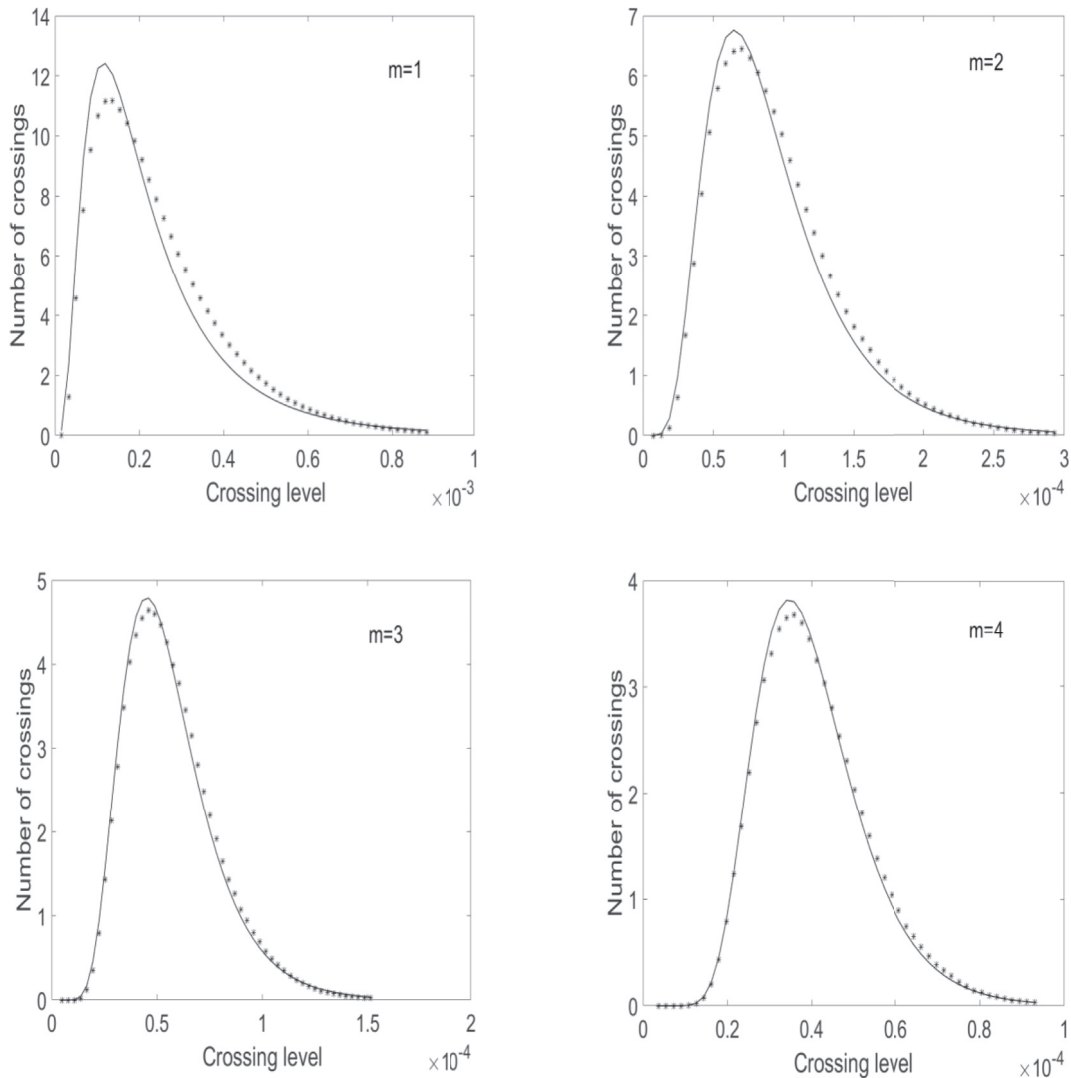 14
12
10
8
6
4
2
0
Number of crossings
m=1
0 0.2 0.4 0.6 0.8 1
Crossing level
×10-3
7
6
5
4
3
2
1
0
Number of crossings
m=2
0 0.5 1 1.5 2 2.5 3
Crossing level
×10-4
5
4
3
2
1
0
Number of crossings
m=3
0 0.5 1 1.5 2
Crossing level
×10-4
4
3
2
1
0
Number of crossings
m=4
0 0.2 0.4 0.6 0.8 1
Crossing level
×10-4